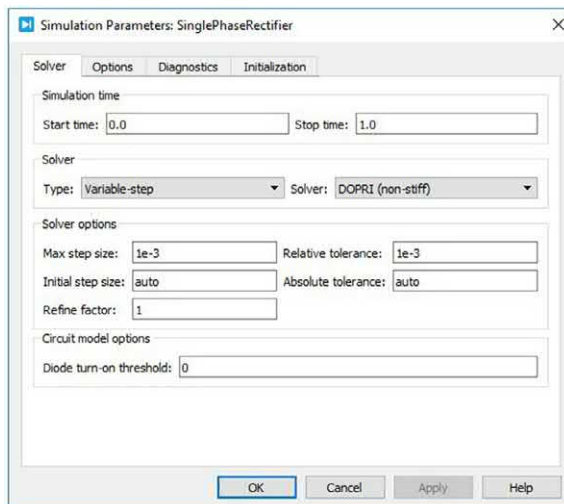 Simulation Parameters: SinglePhaseRectifier
Solver Options Diagnostics Initialization
Simulation time
Start time: 0.0 Stop time: 1.0
Solver
Type: Variable-step Solver: DOPRI (non-stiff)
Solver options
Max step size: 1e-3 Relative tolerance: 1e-3
Initial step size: auto Absolute tolerance: auto
Refine factor: 1
Circuit model options
Diode turn-on threshold: 0
OK Cancel Apply Help